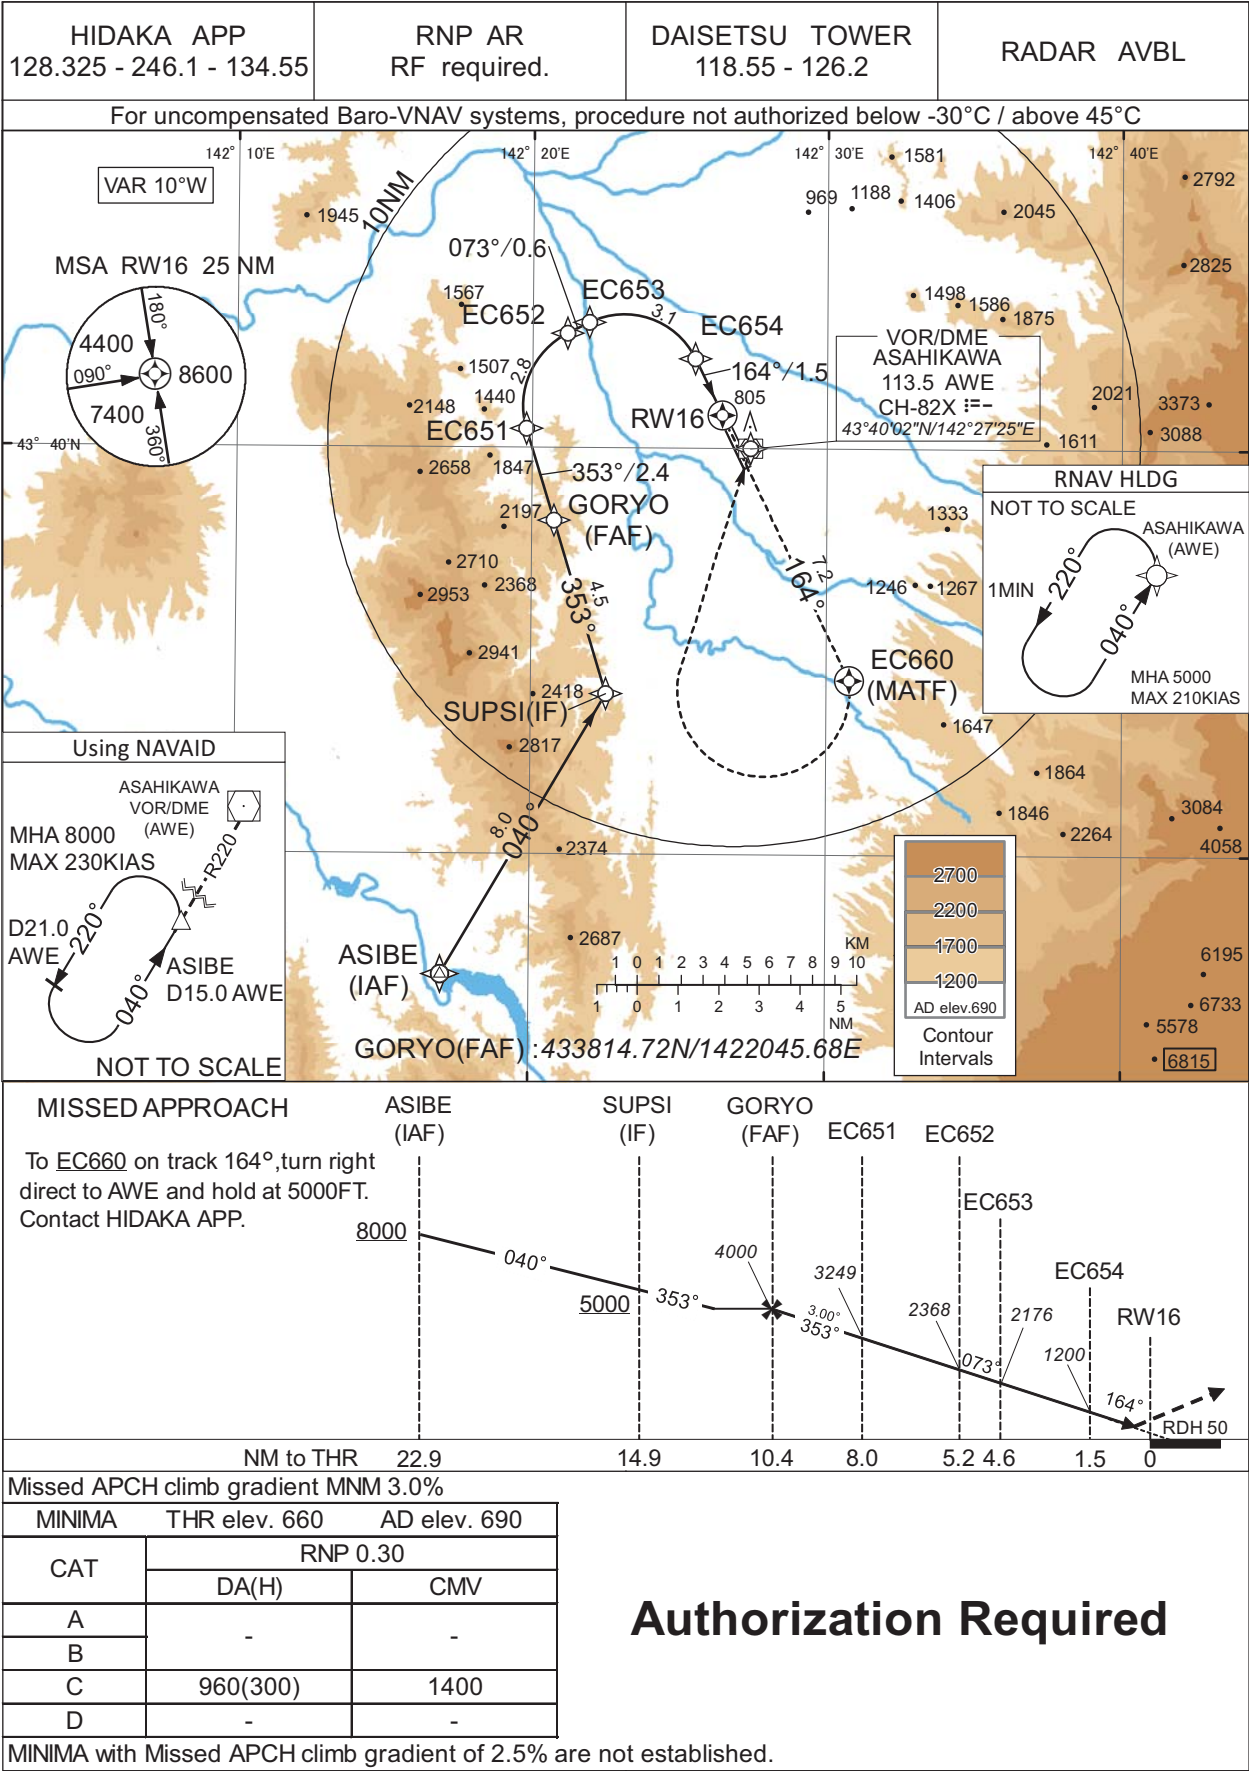 HIDAKA APP
128.325 - 246.1 - 134.55
RNP AR
RF required.
DAISETSU TOWER
118.55 - 126.2
RADAR AVBL
For uncompensated Baro-VNAV systems, procedure not authorized below -30°C / above 45°C
142° 10'E
142° 20'E
142° 30'E
142° 40'E
VAR 10°W
10NM
1945
1581
969
1188
1406
2045
2792
2825
MSA RW16 25 NM
180°
4400
090°
8600
7400
360°
43° 40'N
073°/0.6
1567
EC652
EC653
3.1
EC654
1498
1586
1875
1507
2.8
1440
2148
EC651
164°/1.5
RW16
805
VOR/DME
ASAHIKAWA
113.5 AWE
CH-82X
43°40'02"N/142°27'25"E
2021
3373
3088
1611
2658
1847
353°/2.4
2197
GORYO
(FAF)
2710
2368
2953
4.5
353°
2941
2418
SUPSI(IF)
2817
7.2
164°
1333
1246
1267
EC660
(MATF)
1647
RNAV HLDG
NOT TO SCALE
ASAHIKAWA
(AWE)
220°
1MIN
040°
MHA 5000
MAX 210KIAS
Using NAVAID
ASAHIKAWA
VOR/DME
(AWE)
MHA 8000
MAX 230KIAS
R220
220°
D21.0
AWE
040°
ASIBE
D15.0 AWE
NOT TO SCALE
8.0
040°
2374
2687
ASIBE
(IAF)
1864
1846
2264
3084
4058
6195
6733
5578
6815
KM
1 0 1 2 3 4 5 6 7 8 9 10
1 0 1 2 3 4 5
NM
2700
2200
1700
1200
AD elev.690
Contour
Intervals
GORYO(FAF) :433814.72N/1422045.68E
MISSED APPROACH
To EC660 on track 164°,turn right
direct to AWE and hold at 5000FT.
Contact HIDAKA APP.
ASIBE
(IAF)
SUPSI
(IF)
GORYO
(FAF)
EC651
EC652
EC653
EC654
RW16
8000
040°
5000
353°
4000
3.00°
353°
3249
2368
073°
2176
1200
164°
RDH 50
NM to THR 22.9 14.9 10.4 8.0 5.2 4.6 1.5 0
Missed APCH climb gradient MNM 3.0%
MINIMA THR elev. 660 AD elev. 690
CAT
RNP 0.30
DA(H) CMV
A
- -
B
C 960(300) 1400
D - -
Authorization Required
MINIMA with Missed APCH climb gradient of 2.5% are not established.